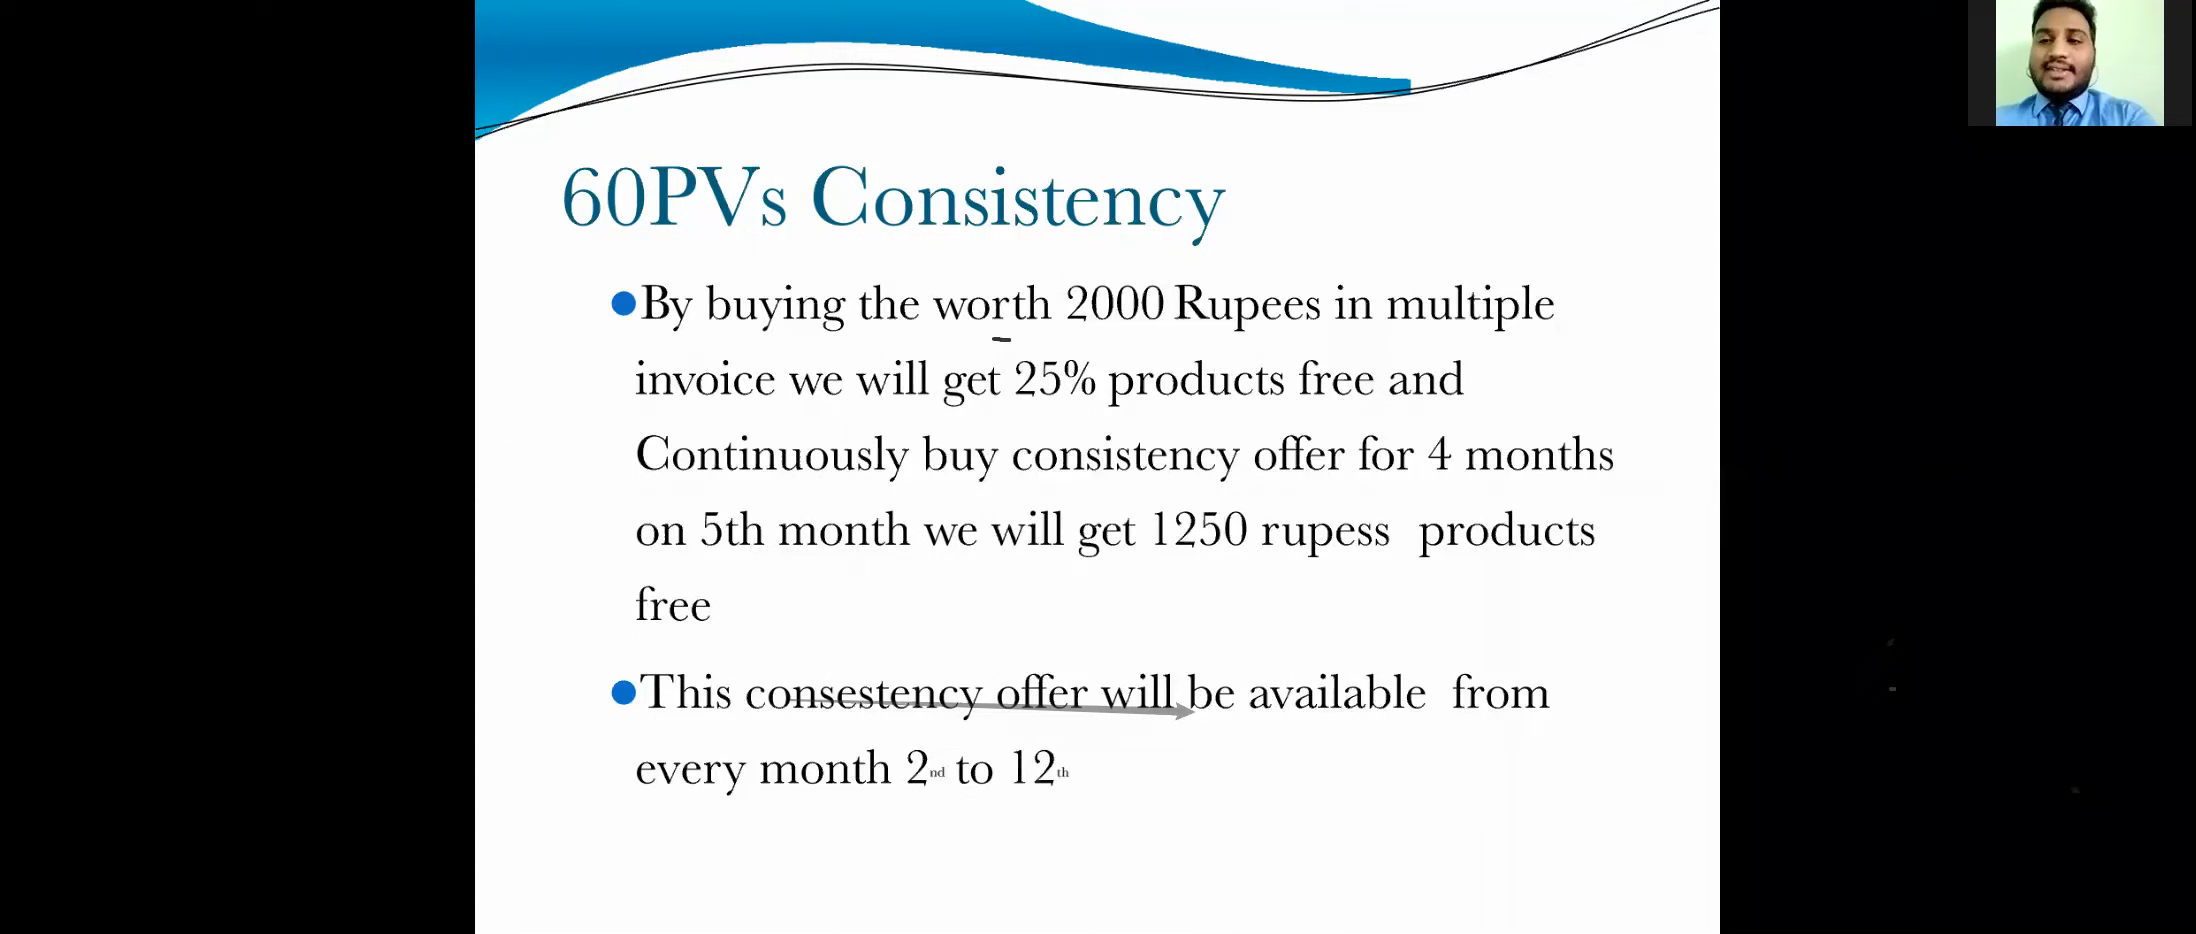 60PVs Consistency
By buying the worth 2000 Rupees in multiple
invoice we will get 25% products free and
Continuously buy consistency offer for 4 months
on 5th month we will get 1250 rupess products
free
This consestency offer will be available from
every month 2nd to 12th